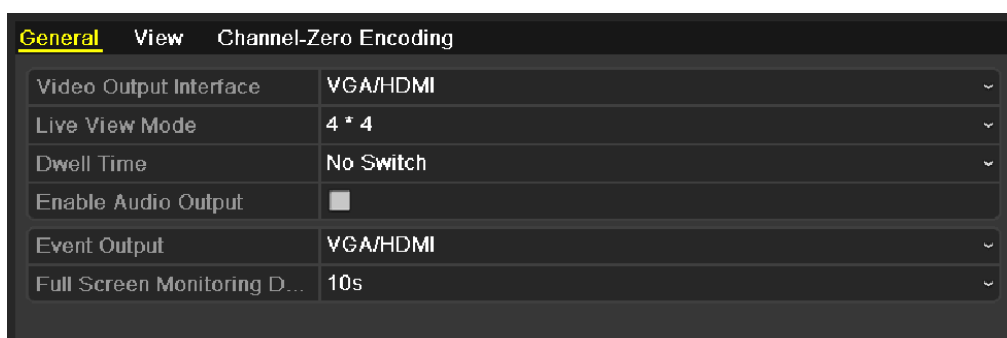 General View Channel-Zero Encoding
Video Output Interface VGA/HDMI
Live View Mode 4 * 4
Dwell Time No Switch
Enable Audio Output
Event Output VGA/HDMI
Full Screen Monitoring D... 10s